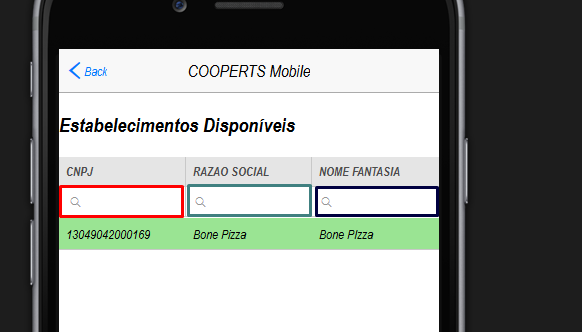 Back
COOPERTS Mobile
Estabelecimentos Disponíveis
CNPJ RAZAO SOCIAL NOME FANTASIA
13049042000169 Bone Pizza Bone PIzza